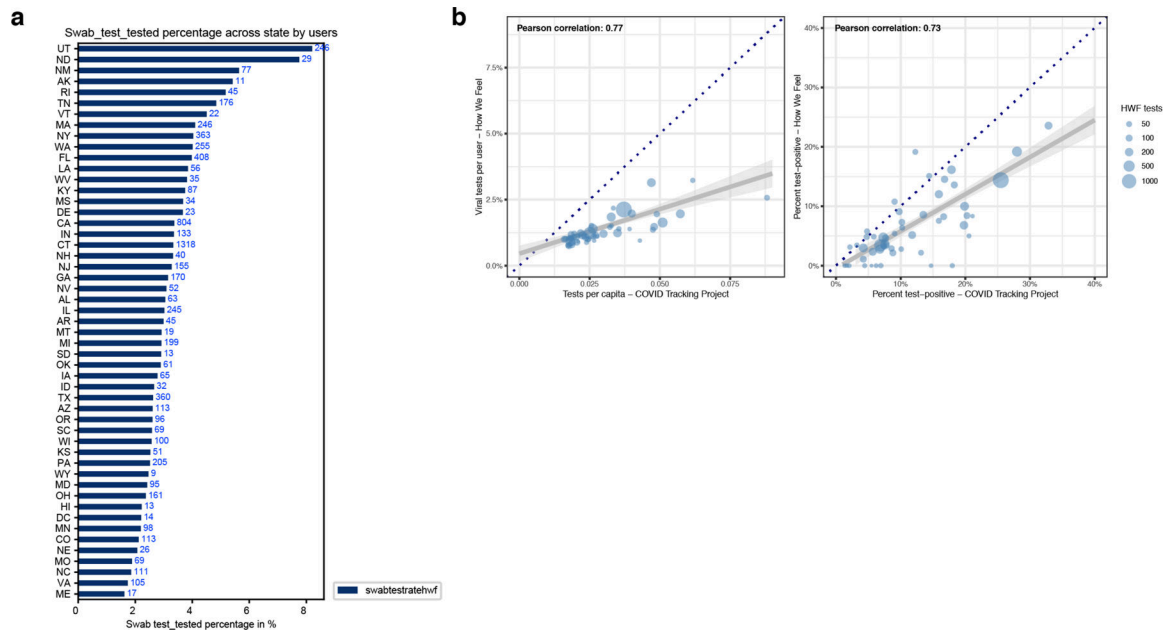 a
Swab_test_tested percentage across state by users
UT 246
ND 29
NM 77
AK 11
RI 45
TN 176
VT 22
MA 246
NY 363
WA 255
FL 408
LA 56
WV 35
KY 87
MS 34
DE 23
CA 804
IN 133
CT 1318
NH 40
NJ 155
GA 170
NV 52
AL 63
IL 245
AR 45
MT 19
MI 199
SD 13
OK 61
IA 65
ID 32
TX 360
AZ 113
OR 96
SC 69
WI 100
KS 51
PA 205
WY 9
MD 95
OH 161
HI 13
DC 14
MN 98
CO 113
NE 26
MO 69
NC 111
VA 105
ME 17
0 2 4 6 8
Swab test_tested percentage in %
swabtestratehwf
b
Pearson correlation: 0.77
Viral tests per user – How We Feel
7.5%
5.0%
2.5%
0.0%
0.000 0.025 0.050 0.075
Tests per capita – COVID Tracking Project
Pearson correlation: 0.73
Percent test-positive – How We Feel
40%
30%
20%
10%
0%
0% 10% 20% 30% 40%
Percent test-positive – COVID Tracking Project
HWF tests
50
100
200
500
1000